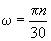 ω = πn/30